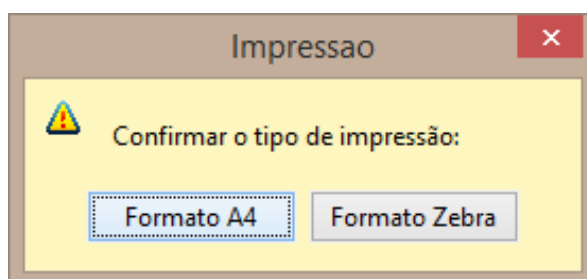 Impressao
Confirmar o tipo de impressão:
Formato A4 Formato Zebra